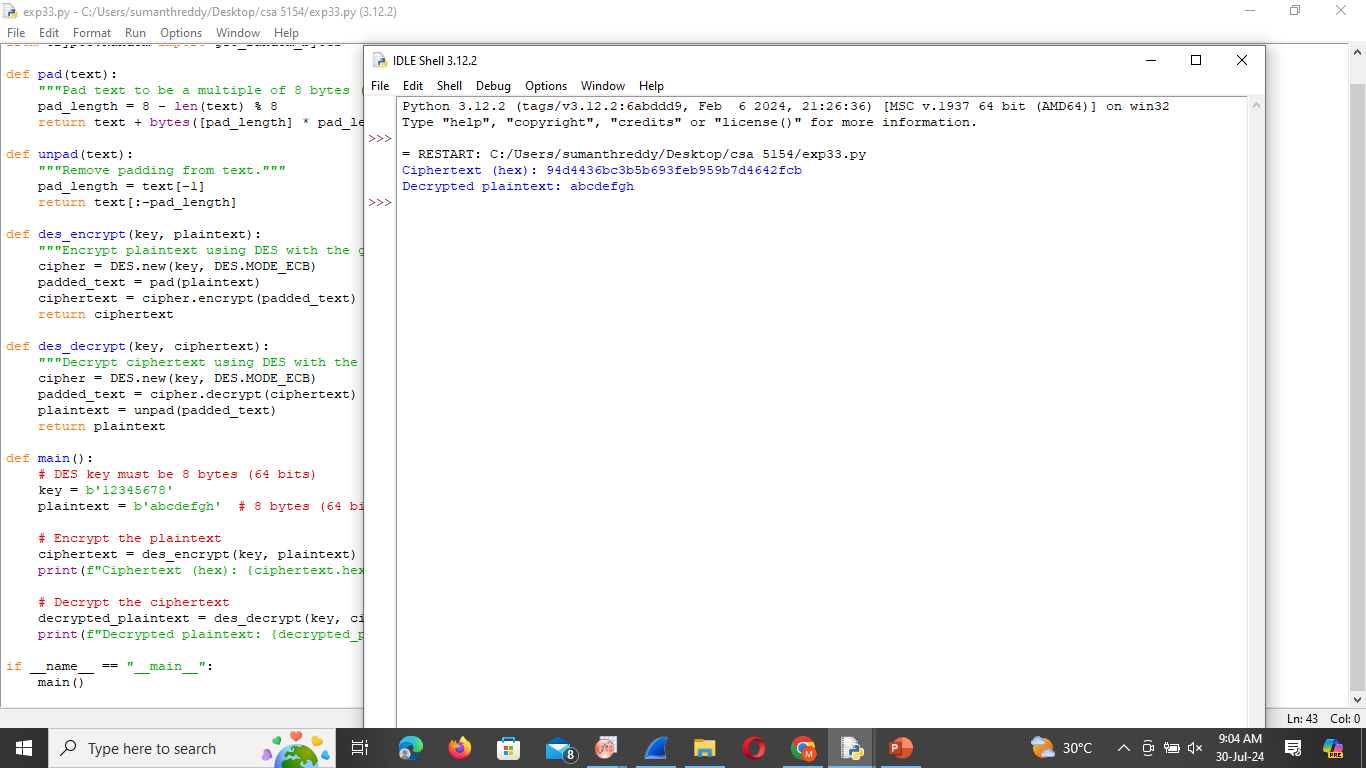 exp33.py - C:/Users/sumanthreddy/Desktop/csa 5154/exp33.py (3.12.2)
File Edit Format Run Options Window Help
def pad(text):
"""Pad text to be a multiple of 8 bytes (
pad_length = 8 - len(text) % 8
return text + bytes([pad_length] * pad_le
def unpad(text):
"""Remove padding from text."""
pad_length = text[-1]
return text[:-pad_length]
def des_encrypt(key, plaintext):
"""Encrypt plaintext using DES with the g
cipher = DES.new(key, DES.MODE_ECB)
padded_text = pad(plaintext)
ciphertext = cipher.encrypt(padded_text)
return ciphertext
def des_decrypt(key, ciphertext):
"""Decrypt ciphertext using DES with the
cipher = DES.new(key, DES.MODE_ECB)
padded_text = cipher.decrypt(ciphertext)
plaintext = unpad(padded_text)
return plaintext
def main():
# DES key must be 8 bytes (64 bits)
key = b'12345678'
plaintext = b'abcdefgh'  # 8 bytes (64 bi
# Encrypt the plaintext
ciphertext = des_encrypt(key, plaintext)
print(f"Ciphertext (hex): {ciphertext.hex
# Decrypt the ciphertext
decrypted_plaintext = des_decrypt(key, ci
print(f"Decrypted plaintext: {decrypted_p
if __name__ == "__main__":
main()
IDLE Shell 3.12.2
File Edit Shell Debug Options Window Help
Python 3.12.2 (tags/v3.12.2:6abddd9, Feb  6 2024, 21:26:36) [MSC v.1937 64 bit (AMD64)] on win32
Type "help", "copyright", "credits" or "license()" for more information.
>>>
= RESTART: C:/Users/sumanthreddy/Desktop/csa 5154/exp33.py
Ciphertext (hex): 94d4436bc3b5b693feb959b7d4642fcb
Decrypted plaintext: abcdefgh
>>>
Ln: 43 Col: 0
Type here to search
8
M
P
30°C
9:04 AM
30-Jul-24
PRE